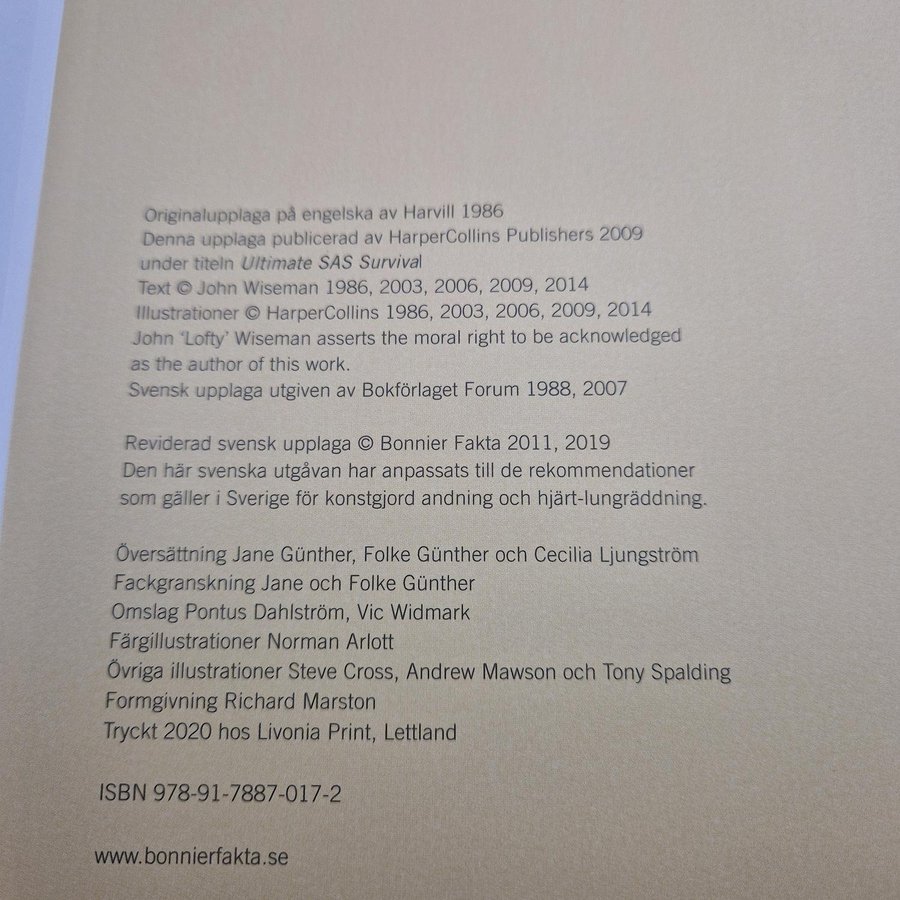 Originalupplaga på engelska av Harvill 1986
Denna upplaga publicerad av HarperCollins Publishers 2009
under titeln Ultimate SAS Survival
Text © John Wiseman 1986, 2003, 2006, 2009, 2014
Illustrationer © HarperCollins 1986, 2003, 2006, 2009, 2014
John ‘Lofty’ Wiseman asserts the moral right to be acknowledged
as the author of this work.
Svensk upplaga utgiven av Bokförlaget Forum 1988, 2007
Reviderad svensk upplaga © Bonnier Fakta 2011, 2019
Den här svenska utgåvan har anpassats till de rekommendationer
som gäller i Sverige för konstgjord andning och hjärt-lungräddning.
Översättning Jane Günther, Folke Günther och Cecilia Ljungström
Fackgranskning Jane och Folke Günther
Omslag Pontus Dahlström, Vic Widmark
Färgillustrationer Norman Arlott
Övriga illustrationer Steve Cross, Andrew Mawson och Tony Spalding
Formgivning Richard Marston
Tryckt 2020 hos Livonia Print, Lettland
ISBN 978-91-7887-017-2
www.bonnierfakta.se